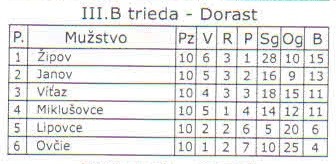 III.B trieda - Dorast
P. Mužstvo Pz V R P Sg Og B
1 Žipov 10 6 3 1 28 10 15
2 Janov 10 5 3 2 16 9 13
3 Víťaz 10 4 3 3 18 15 11
4 Miklušovce 10 5 1 4 14 12 11
5 Lipovce 10 2 2 6 5 20 6
6 Ovčie 10 1 2 7 10 25 4